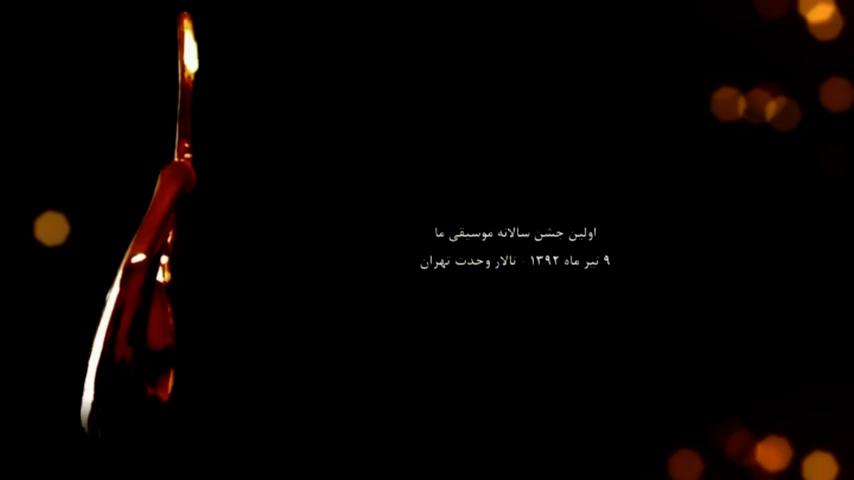 اولین جشن سالانه موسیقی ما
۹ تیر ماه ۱۳۹۲ - تالار وحدت تهران